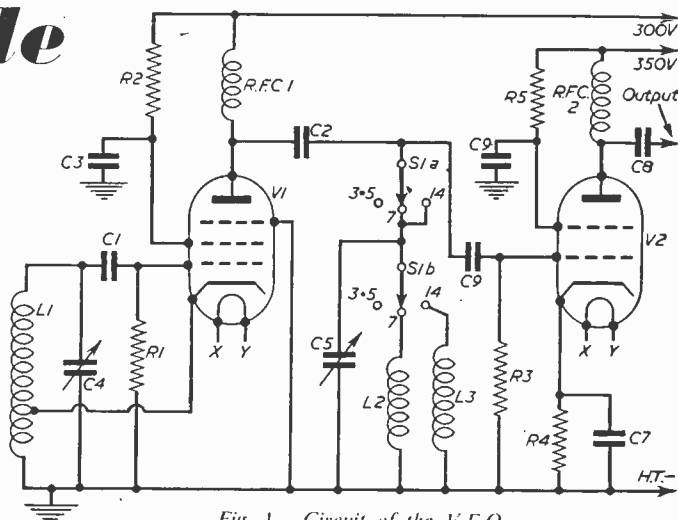 de
300V
350V
R2
R.F.C 1
R5
R.F.C. 2
Output
C3
C2
C9
C8
S1a
3·5
14
7
V1
V2
C1
S1b
C9
3·5
14
7
L1
C4
R1
X Y
C5
L2
L3
R3
X Y
R4
C7
H.T.-
Fig. 1.—Circuit of the V.F.O.